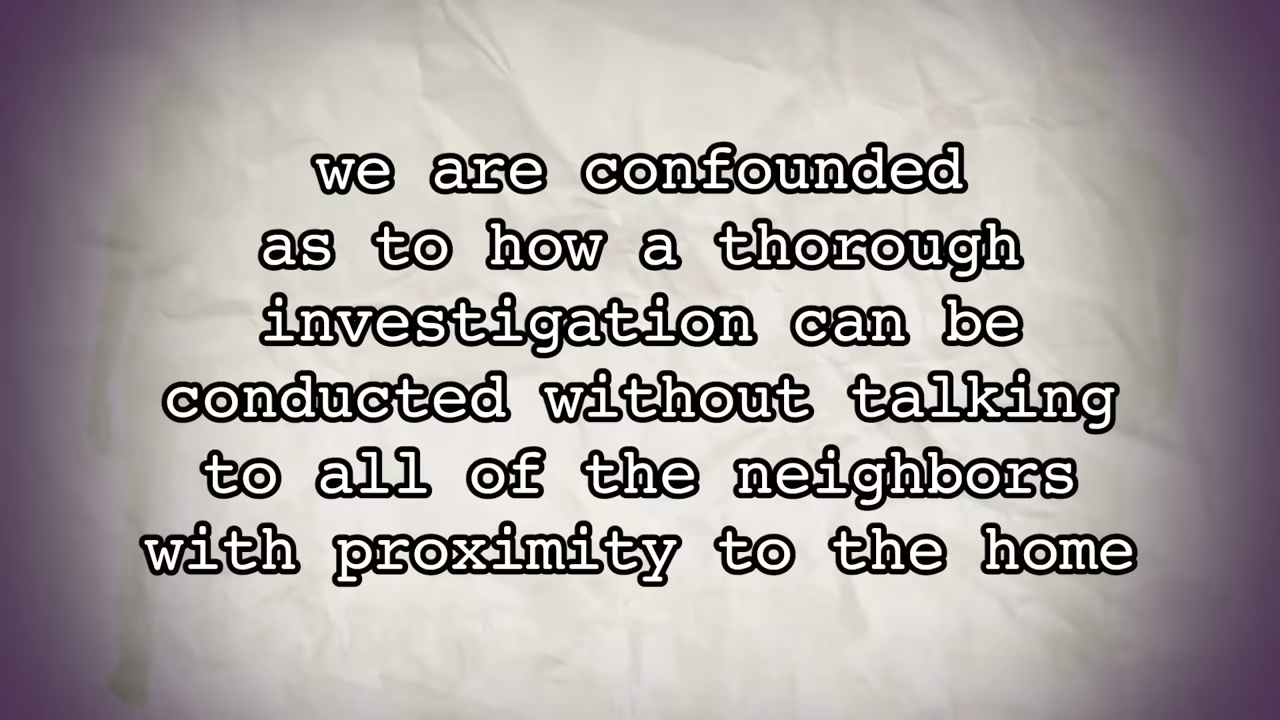 we are confounded
as to how a thorough
investigation can be
conducted without talking
to all of the neighbors
with proximity to the home